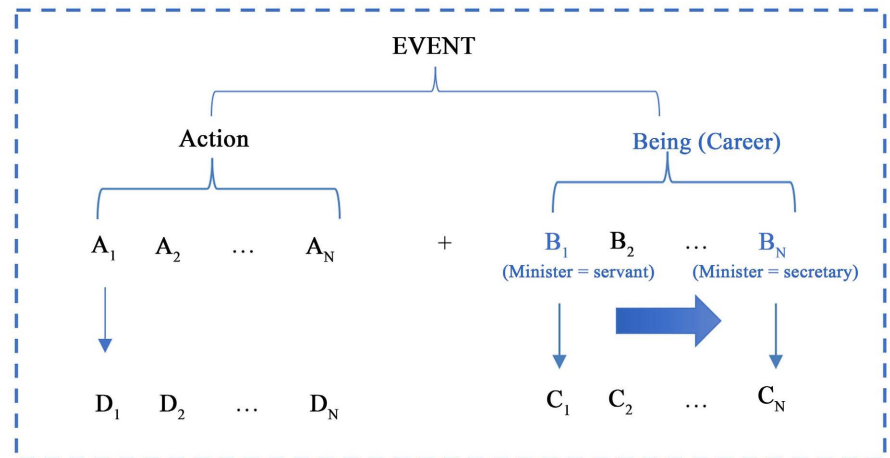 EVENT
Action Being (Career)
A₁ A₂ … Aₙ + B₁ B₂ … Bₙ
(Minister = servant) (Minister = secretary)
D₁ D₂ … Dₙ C₁ C₂ … Cₙ